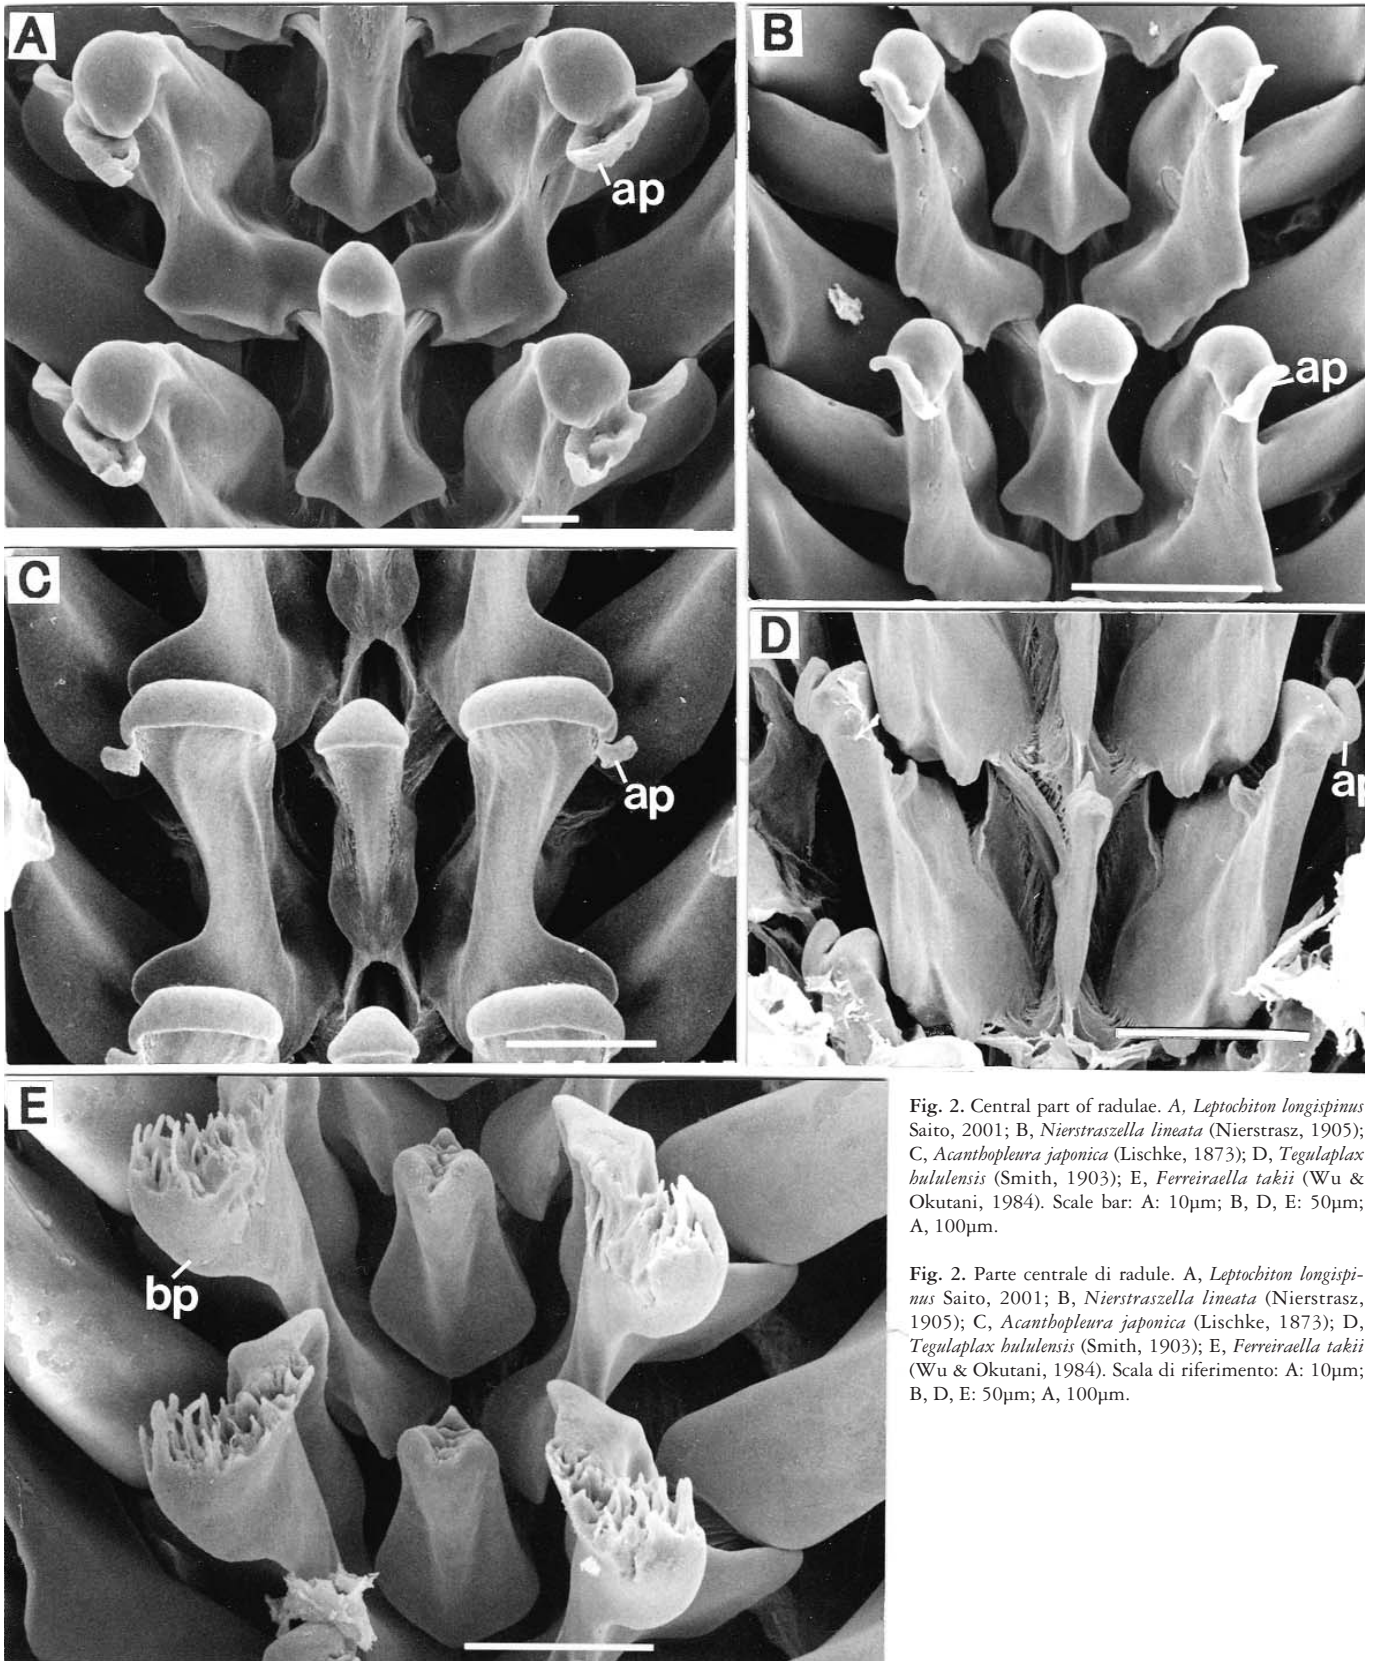 A
ap
B
ap
C
ap
D
ap
E
bp
Fig. 2. Central part of radulae. A, Leptochiton longispinus
Saito, 2001; B, Nierstraszella lineata (Nierstrasz, 1905);
C, Acanthopleura japonica (Lischke, 1873); D, Tegulaplax
hululensis (Smith, 1903); E, Ferreiraella takii (Wu &
Okutani, 1984). Scale bar: A: 10µm; B, D, E: 50µm;
A, 100µm.
Fig. 2. Parte centrale di radule. A, Leptochiton longispi-
nus Saito, 2001; B, Nierstraszella lineata (Nierstrasz,
1905); C, Acanthopleura japonica (Lischke, 1873); D,
Tegulaplax hululensis (Smith, 1903); E, Ferreiraella takii
(Wu & Okutani, 1984). Scala di riferimento: A: 10µm;
B, D, E: 50µm; A, 100µm.